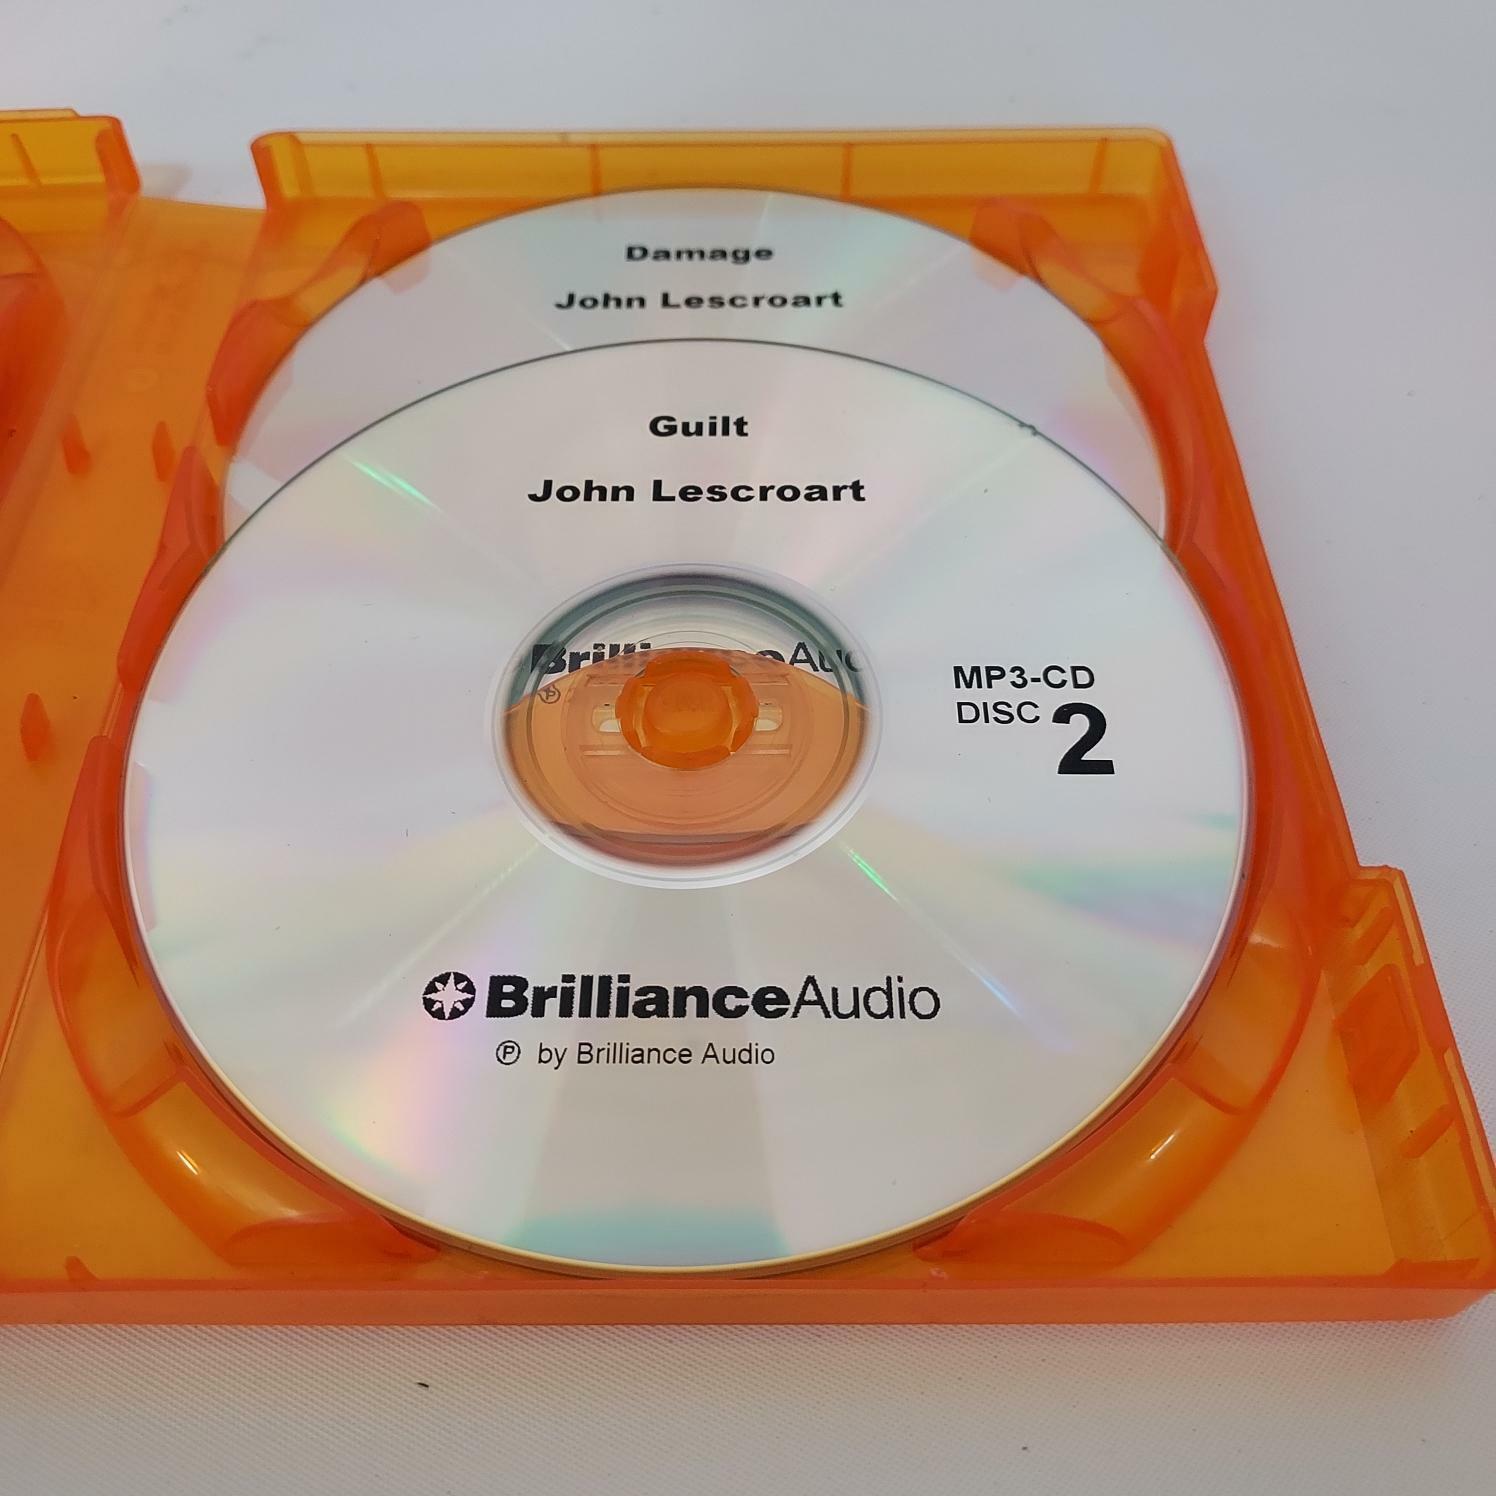 Damage
John Lescroart
Guilt
John Lescroart
MP3-CD
DISC 2
BrillianceAudio
Ⓟ by Brilliance Audio